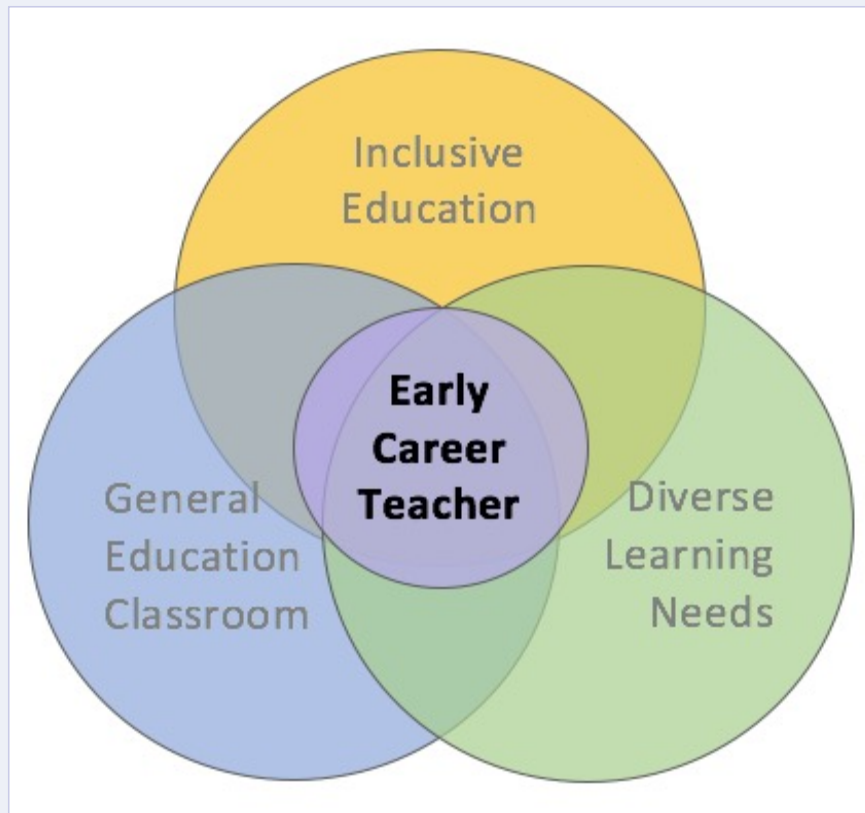 Inclusive
Education
Early
Career
Teacher
General
Education
Classroom
Diverse
Learning
Needs